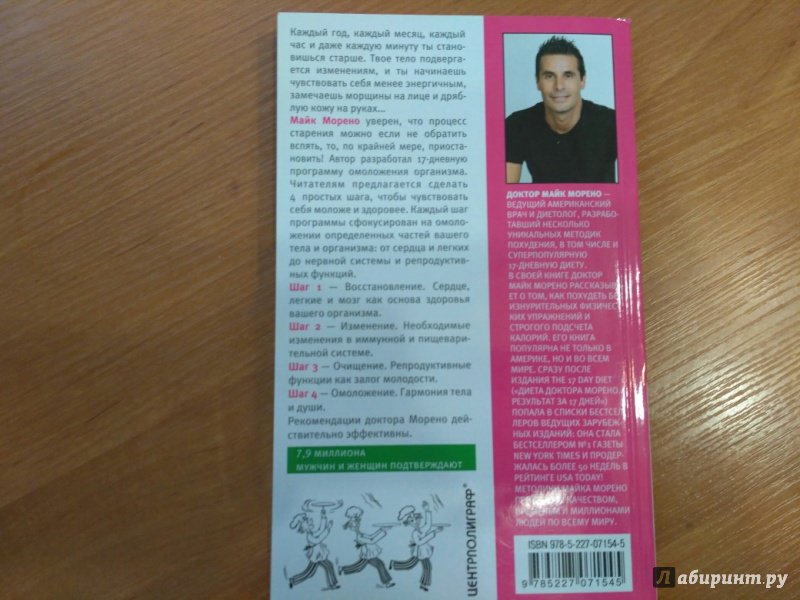 Каждый год, каждый месяц, каждый
час и даже каждую минуту ты стано-
вишься старше. Твое тело подверга-
ется изменениям, и ты начинаешь
чувствовать себя менее энергичным,
замечаешь морщины на лице и дряб-
лую кожу на руках...
Майк Морено уверен, что процесс
старения можно если не обратить
вспять, то, по крайней мере, приоста-
новить! Автор разработал 17-дневную
программу омоложения организма.
Читателям предлагается сделать
4 простых шага, чтобы чувствовать
себя моложе и здоровее. Каждый шаг
программы сфокусирован на омоло-
жении определенных частей вашего
тела и организма: от сердца и легких
до нервной системы и репродуктив-
ных функций.
Шаг 1 — Восстановление. Сердце,
легкие и мозг как основа здоровья
вашего организма.
Шаг 2 — Изменение. Необходимые
изменения в иммунной и пищевари-
тельной системе.
Шаг 3 — Очищение. Репродуктивные
функции как залог молодости.
Шаг 4 — Омоложение. Гармония тела
и души.
Рекомендации доктора Морено дей-
ствительно эффективны.
7,9 МИЛЛИОНА
МУЖЧИН И ЖЕНЩИН ПОДТВЕРЖДАЮТ
ЦЕНТРПОЛИГРАФ®
ДОКТОР МАЙК МОРЕНО —
ВЕДУЩИЙ АМЕРИКАНСКИЙ
ВРАЧ И ДИЕТОЛОГ, РАЗРАБО-
ТАВШИЙ НЕСКОЛЬКО
УНИКАЛЬНЫХ МЕТОДИК
ПОХУДЕНИЯ, В ТОМ ЧИСЛЕ И
СУПЕРПОПУЛЯРНУЮ
17-ДНЕВНУЮ ДИЕТУ.
В СВОЕЙ КНИГЕ ДОКТОР
МАЙК МОРЕНО РАССКАЗЫВА-
ЕТ О ТОМ, КАК ПОХУДЕТЬ БЕЗ
ИЗНУРИТЕЛЬНЫХ ФИЗИЧЕС-
КИХ УПРАЖНЕНИЙ И
СТРОГОГО ПОДСЧЕТА
КАЛОРИЙ. ЕГО КНИГА
ПОПУЛЯРНА НЕ ТОЛЬКО В
АМЕРИКЕ, НО И ВО ВСЕМ
МИРЕ. СРАЗУ ПОСЛЕ
ИЗДАНИЯ THE 17 DAY DIET
(«ДИЕТА ДОКТОРА МОРЕНО.
РЕЗУЛЬТАТ ЗА 17 ДНЕЙ»)
ПОПАЛА В СПИСКИ БЕСТСЕЛ-
ЛЕРОВ ВЕДУЩИХ ЗАРУБЕЖ-
НЫХ ИЗДАНИЙ: ОНА СТАЛА
БЕСТСЕЛЛЕРОМ №1 ГАЗЕТЫ
NEW YORK TIMES И ПРОДЕР-
ЖАЛАСЬ БОЛЕЕ 50 НЕДЕЛЬ В
РЕЙТИНГЕ USA TODAY!
МЕТОДИКИ МАЙКА МОРЕНО
КАЧЕСТВОМ,
И МИЛЛИОНАМИ
ЛЮДЕЙ ПО ВСЕМУ МИРУ.
ISBN 978-5-227-07154-5
9 785227 071545
Лабиринт.ру